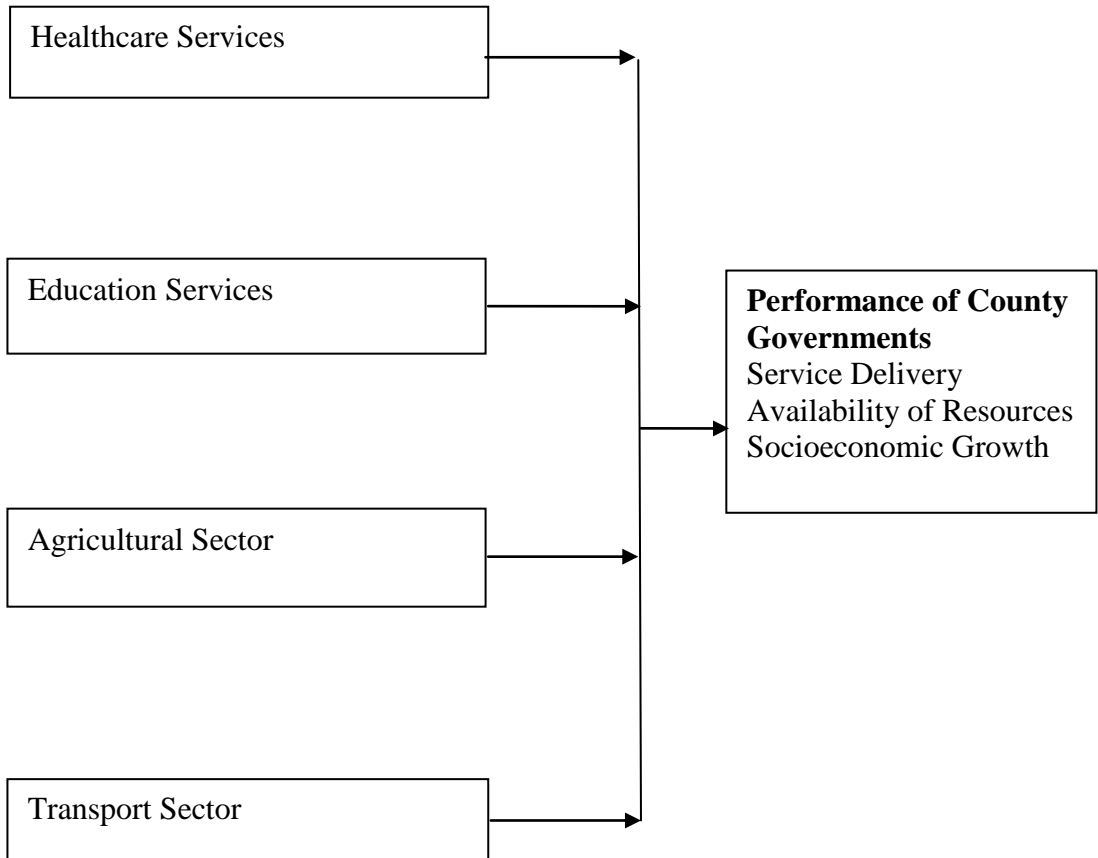 Healthcare Services
Education Services
Performance of County
Governments
Service Delivery
Availability of Resources
Socioeconomic Growth
Agricultural Sector
Transport Sector